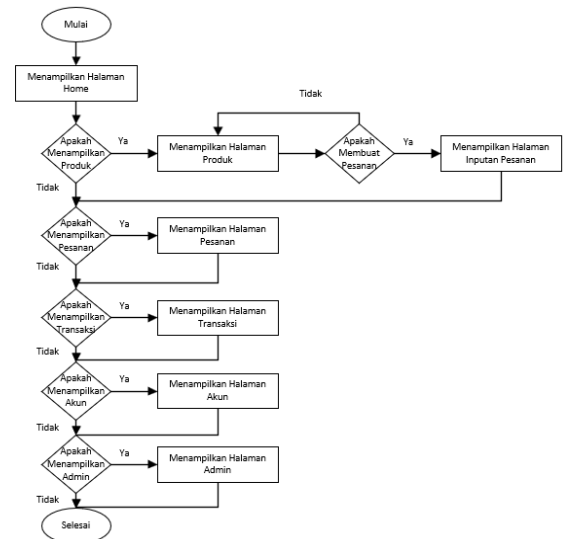 Mulai
Menampilkan Halaman
Home
Tidak
Apakah
Menampilkan
Produk
Ya
Menampilkan Halaman
Produk
Apakah
Membuat
Pesanan
Ya
Menampilkan Halaman
Inputan Pesanan
Tidak
Apakah
Menampilkan
Pesanan
Ya
Menampilkan Halaman
Pesanan
Tidak
Apakah
Menampilkan
Transaksi
Ya
Menampilkan Halaman
Transaksi
Tidak
Apakah
Menampilkan
Akun
Ya
Menampilkan Halaman
Akun
Tidak
Apakah
Menampilkan
Admin
Ya
Menampilkan Halaman
Admin
Tidak
Selesai